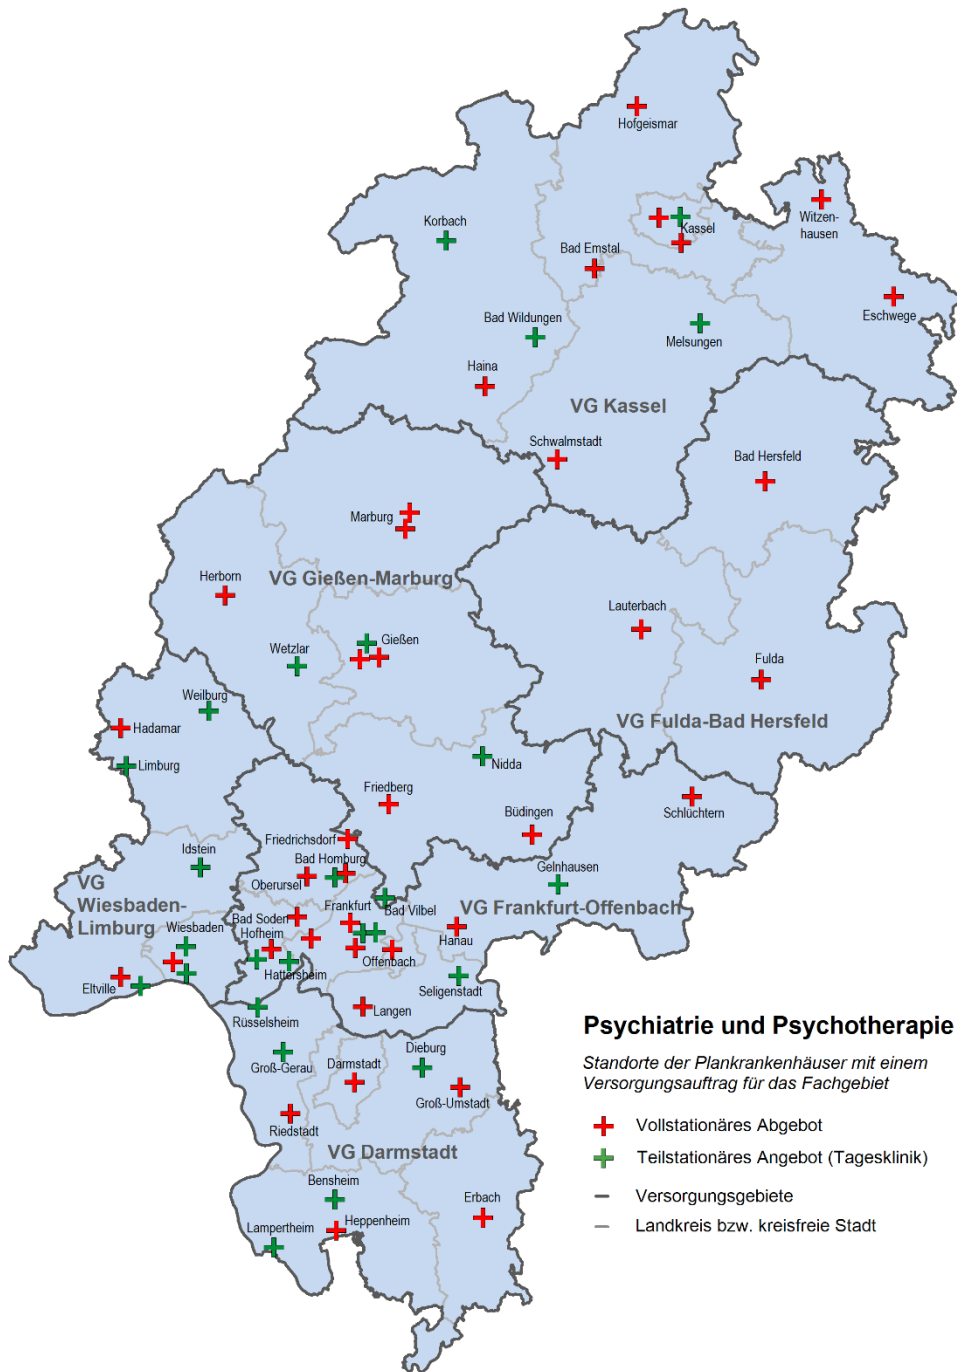 Hofgeismar
Witzen-
hausen
Korbach
Kassel
Bad Emstal
Eschwege
Bad Wildungen
Melsungen
Haina
VG Kassel
Schwalmstadt
Bad Hersfeld
Marburg
VG Gießen-Marburg
Herborn
Lauterbach
Gießen
Wetzlar
Fulda
Weilburg
VG Fulda-Bad Hersfeld
Hadamar
Limburg
Nidda
Friedberg
Schlüchtern
Büdingen
Friedrichsdorf
Idstein
Bad Homburg
Gelnhausen
Oberursel
VG
Wiesbaden-
Limburg
Frankfurt
Bad Vilbel
VG Frankfurt-Offenbach
Bad Soden
Wiesbaden
Hofheim
Hanau
Offenbach
Hattersheim
Eltville
Seligenstadt
Langen
Rüsselsheim
Psychiatrie und Psychotherapie
Standorte der Plankrankenhäuser mit einem
Versorgungsauftrag für das Fachgebiet
Vollstationäres Abgebot
Teilstationäres Angebot (Tagesklinik)
Versorgungsgebiete
Landkreis bzw. kreisfreie Stadt
Dieburg
Groß-Gerau
Darmstadt
Groß-Umstadt
Riedstadt
VG Darmstadt
Bensheim
Erbach
Lampertheim
Heppenheim